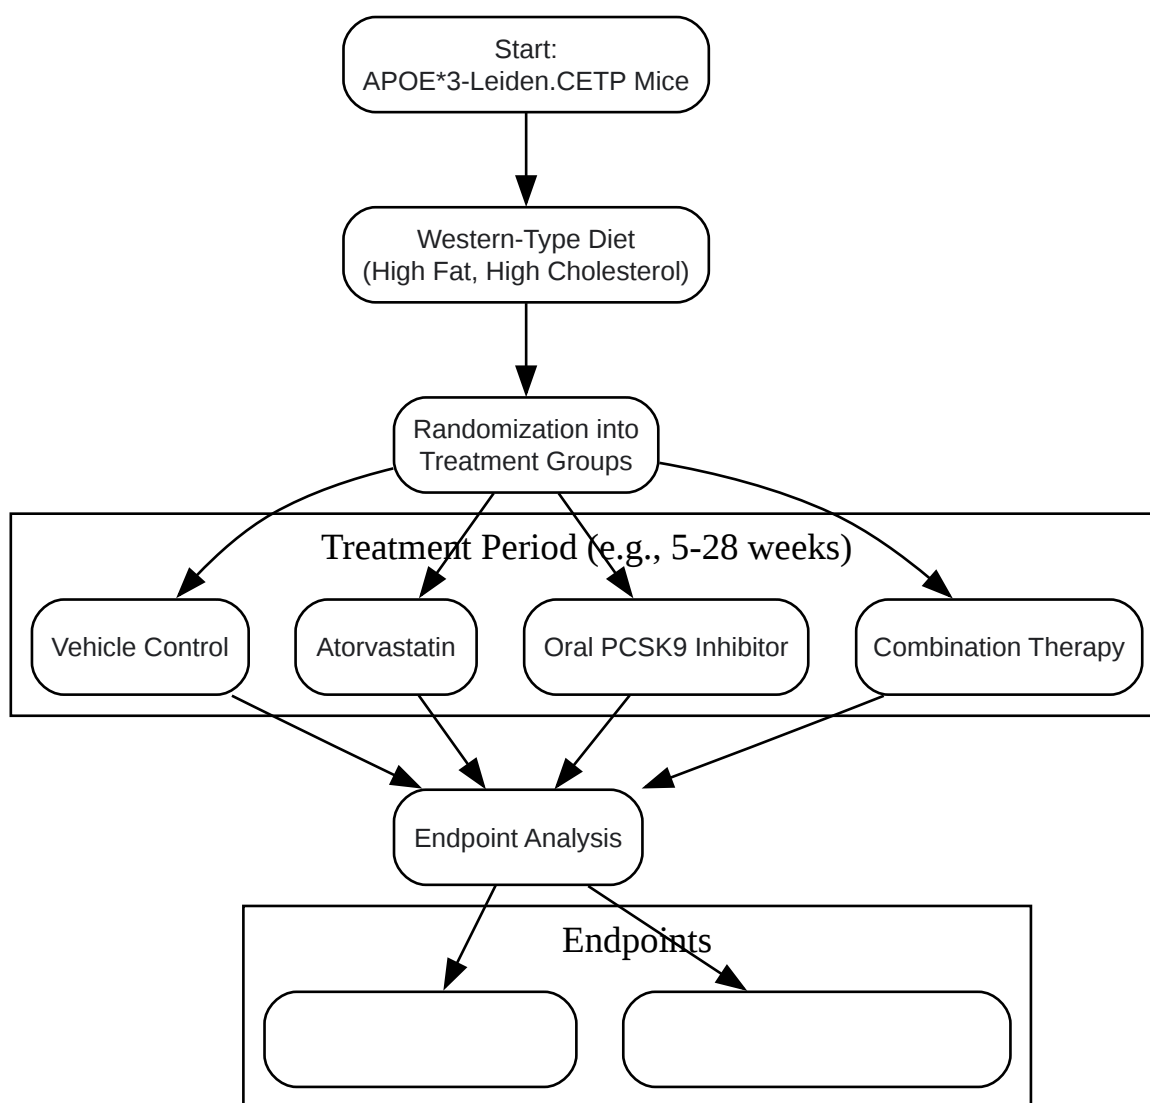 Start:
APOE*3-Leiden.CETP Mice
Western-Type Diet
(High Fat, High Cholesterol)
Randomization into
Treatment Groups
Treatment Period (e.g., 5-28 weeks)
Vehicle Control
Atorvastatin
Oral PCSK9 Inhibitor
Combination Therapy
Endpoint Analysis
Endpoints